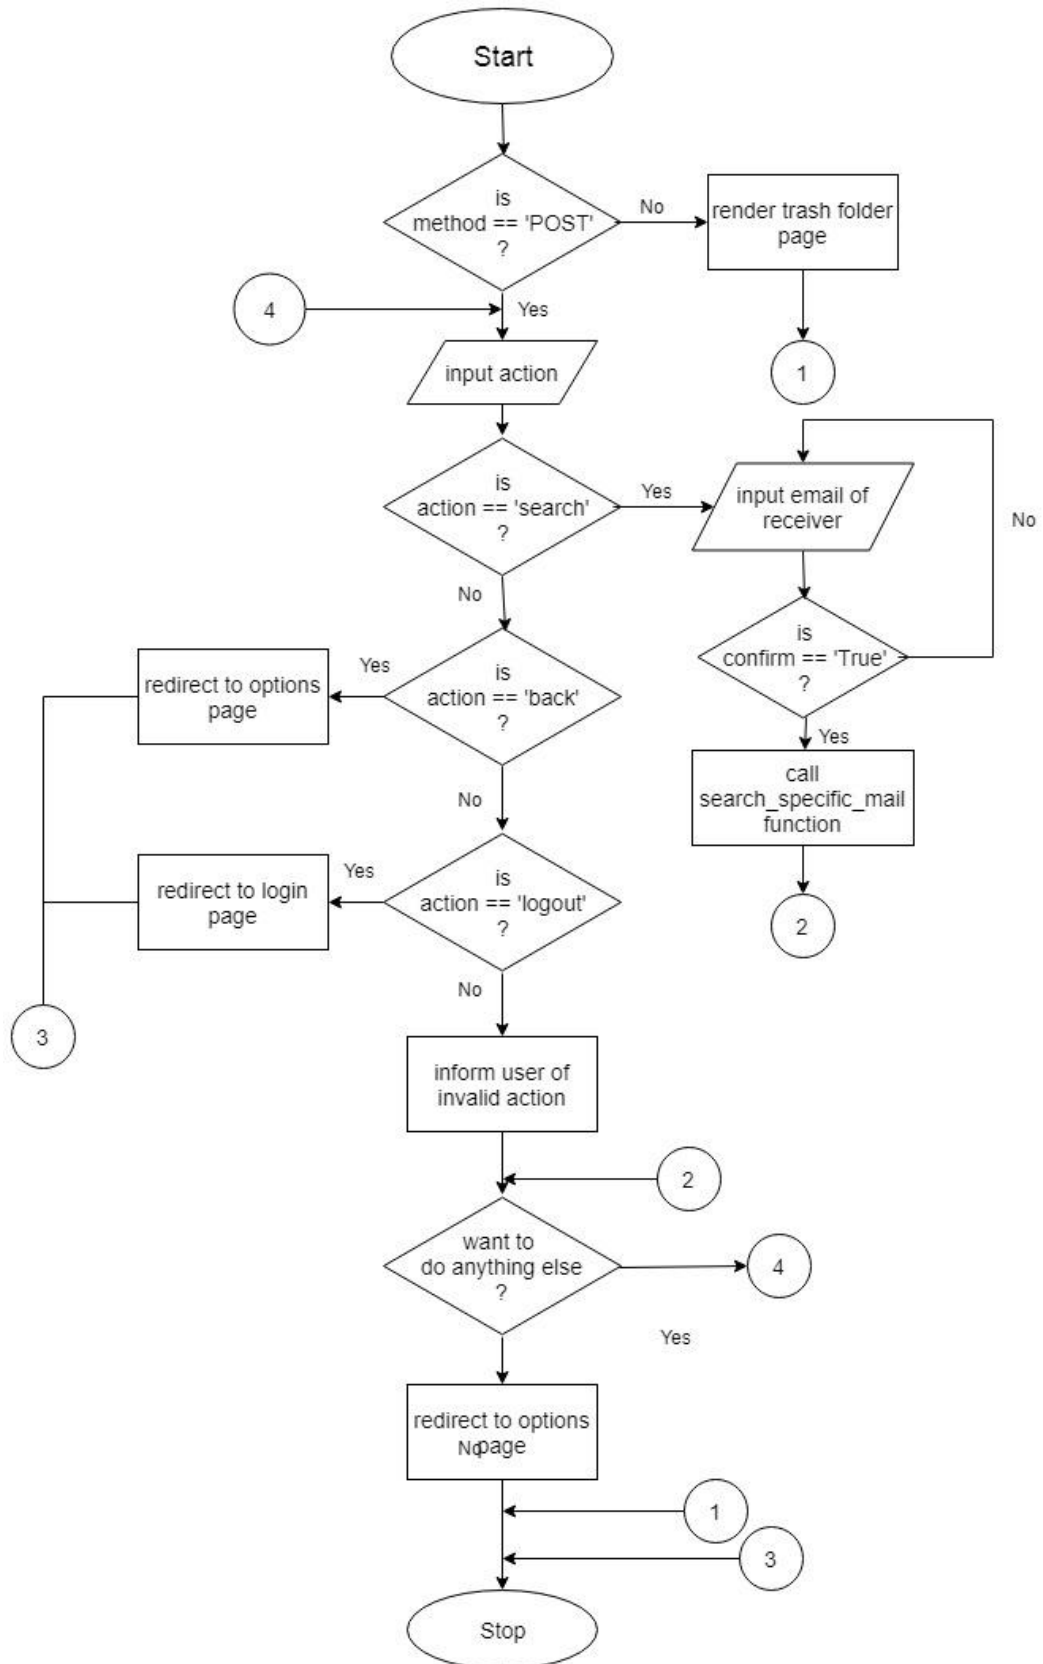 Start
is
method == 'POST'
?
No
render trash folder
page
4
Yes
1
input action
is
action == 'search'
?
Yes
input email of
receiver
No
No
is
confirm == 'True'
?
Yes
redirect to options
page
is
action == 'back'
?
Yes
call
search_specific_mail
function
No
2
Yes
redirect to login
page
is
action == 'logout'
?
No
3
inform user of
invalid action
2
want to
do anything else
?
4
Yes
redirect to options
No
page
1
3
Stop